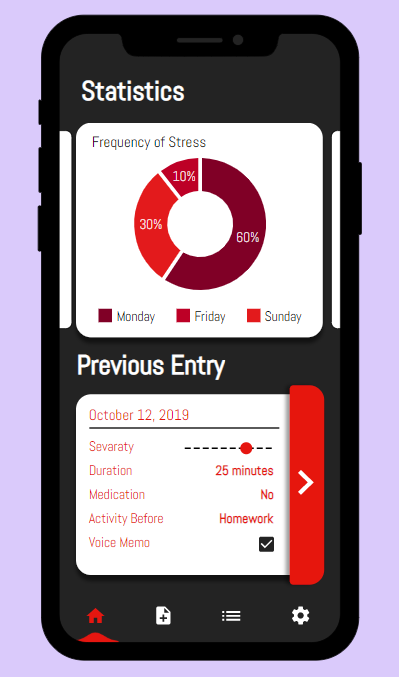 Statistics
Frequency of Stress
10%
30%
60%
Monday Friday Sunday
Previous Entry
October 12, 2019
Sevaraty
Duration 25 minutes
Medication No
Activity Before Homework
Voice Memo